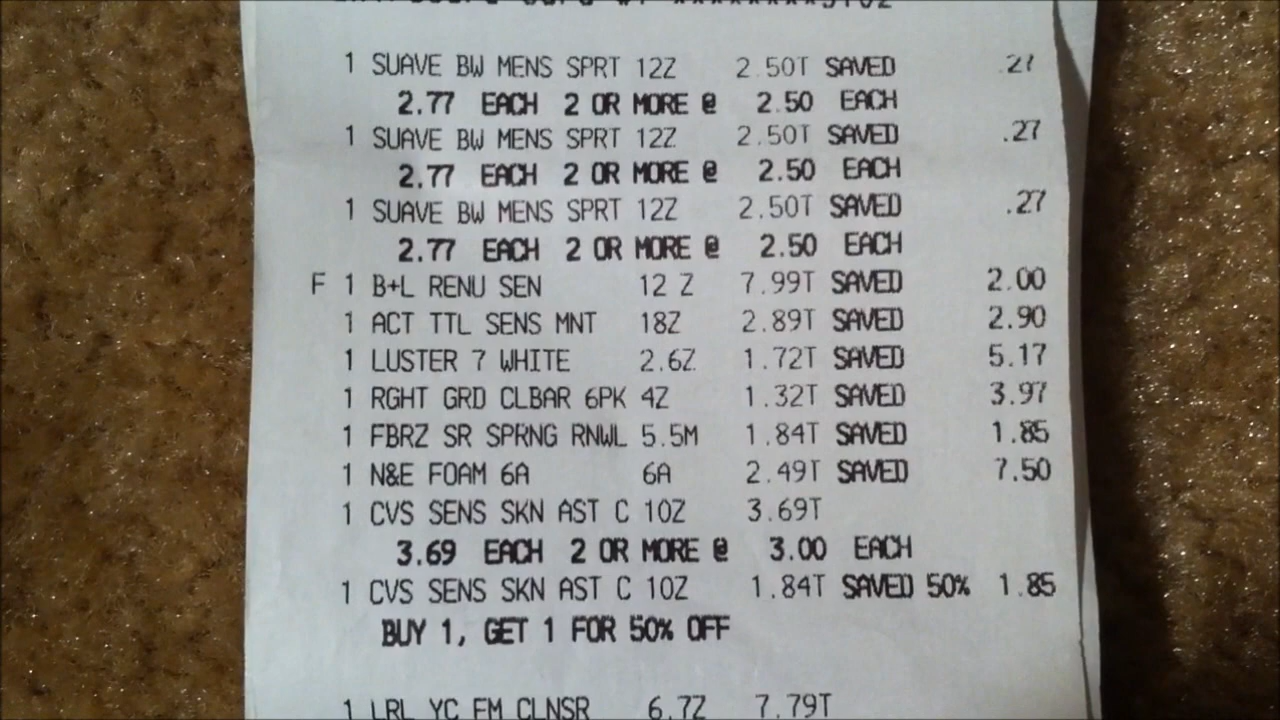 1 SUAVE BW MENS SPRT 12Z 2.50T SAVED .27
2.77 EACH 2 OR MORE @ 2.50 EACH
1 SUAVE BW MENS SPRT 12Z 2.50T SAVED .27
2.77 EACH 2 OR MORE @ 2.50 EACH
1 SUAVE BW MENS SPRT 12Z 2.50T SAVED .27
2.77 EACH 2 OR MORE @ 2.50 EACH
F 1 B+L RENU SEN 12 Z 7.99T SAVED 2.00
1 ACT TTL SENS MNT 18Z 2.89T SAVED 2.90
1 LUSTER 7 WHITE 2.6Z 1.72T SAVED 5.17
1 RGHT GRD CLBAR 6PK 4Z 1.32T SAVED 3.97
1 FBRZ SR SPRNG RNWL 5.5M 1.84T SAVED 1.85
1 N&E FOAM 6A 6A 2.49T SAVED 7.50
1 CVS SENS SKN AST C 10Z 3.69T
3.69 EACH 2 OR MORE @ 3.00 EACH
1 CVS SENS SKN AST C 10Z 1.84T SAVED 50% 1.85
BUY 1, GET 1 FOR 50% OFF
1 LRL YC FM CLNSR 6.7Z 7.79T